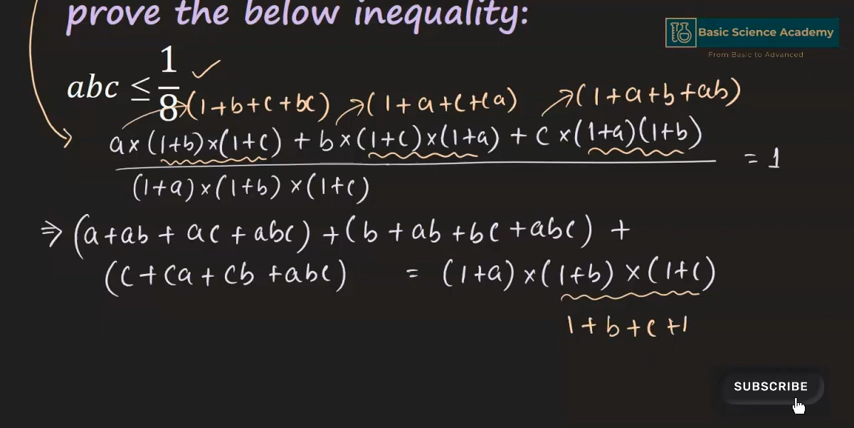 prove the below inequality:
Basic Science Academy
From Basic to Advanced
abc ≤ 1/8 ✓
(1+b+c+bc) (1+a+c+ca) (1+a+b+ab)
a×(1+b)×(1+c) + b×(1+c)×(1+a) + c×(1+a)(1+b)
= 1
(1+a)×(1+b)×(1+c)
⇒ (a+ab+ac+abc) + (b+ab+bc+abc) +
(c+ca+cb+abc) = (1+a)×(1+b)×(1+c)
1+b+c+1
SUBSCRIBE